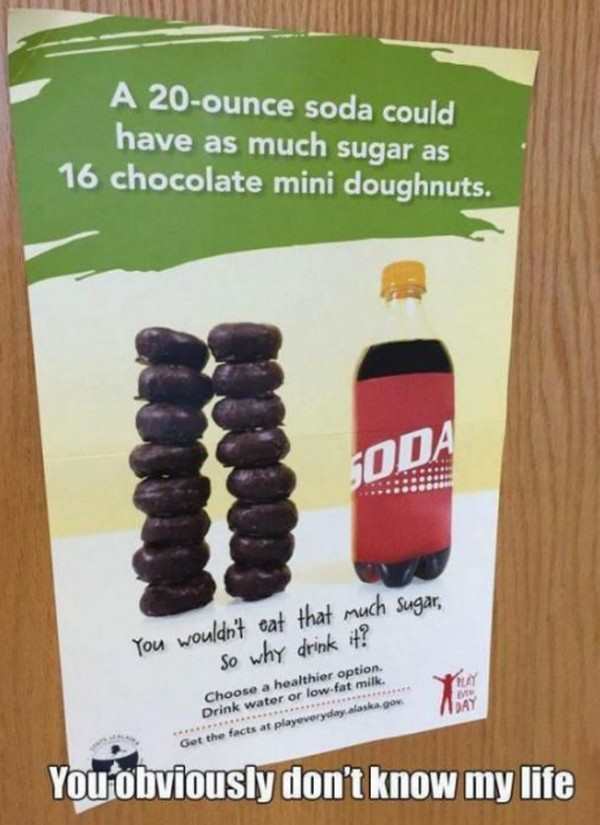 A 20-ounce soda could
have as much sugar as
16 chocolate mini doughnuts.
SODA
You wouldn't eat that much sugar,
so why drink it?
Choose a healthier option.
Drink water or low-fat milk.
Get the facts at playeveryday.alaska.gov.
PLAY
EVERY
DAY
You obviously don't know my life